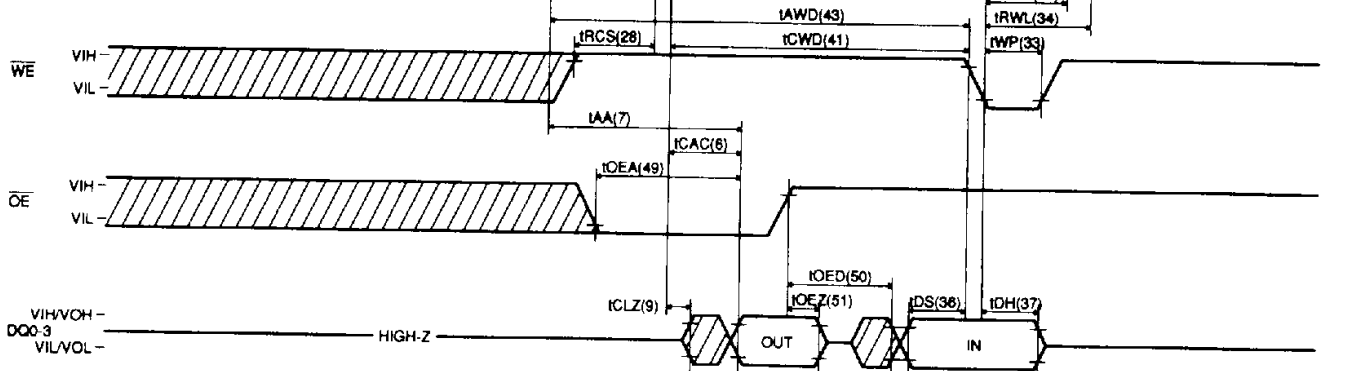 tAWD(43)
tRWL(34)
tRCS(28)
tCWD(41)
tWP(33)
WE
VIH
VIL
tAA(7)
tCAC(6)
tOEA(49)
OE
VIH
VIL
tOED(50)
tCLZ(9)
tOEZ(51)
tDS(36)
tDH(37)
VIH/VOH
DQ0-3
VIL/VOL
HIGH-Z
OUT
IN